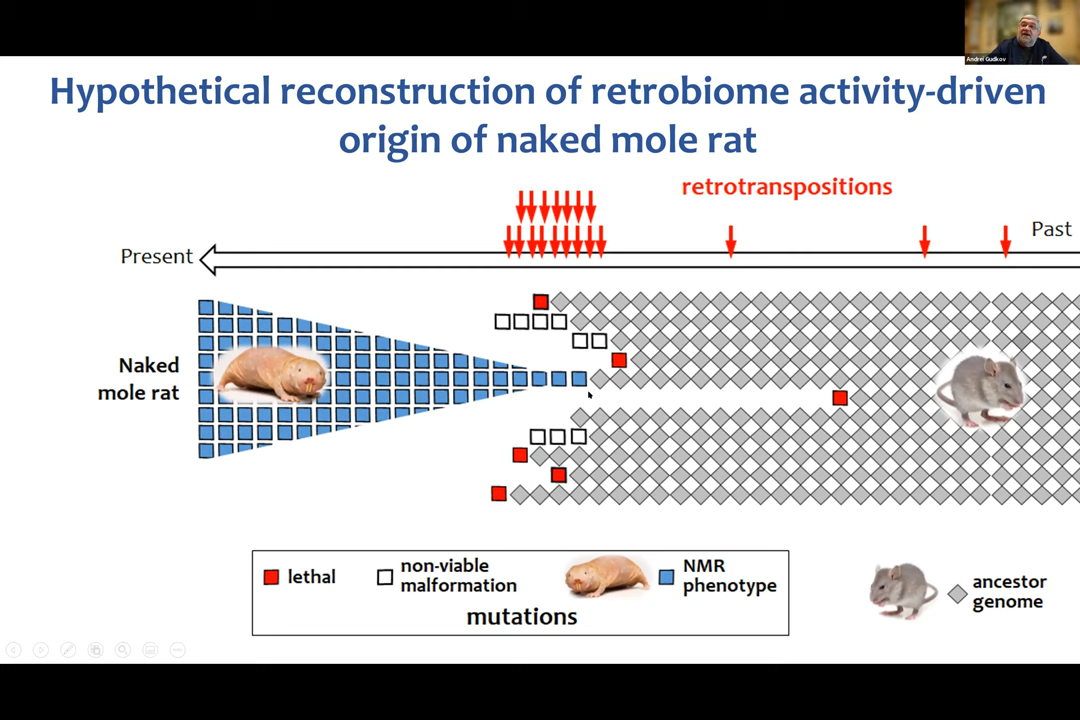 Andrei Gudkov
Hypothetical reconstruction of retrobiome activity-driven
origin of naked mole rat
retrotranspositions
Past
Present
Naked
mole rat
lethal
non-viable
malformation
NMR
phenotype
mutations
ancestor
genome